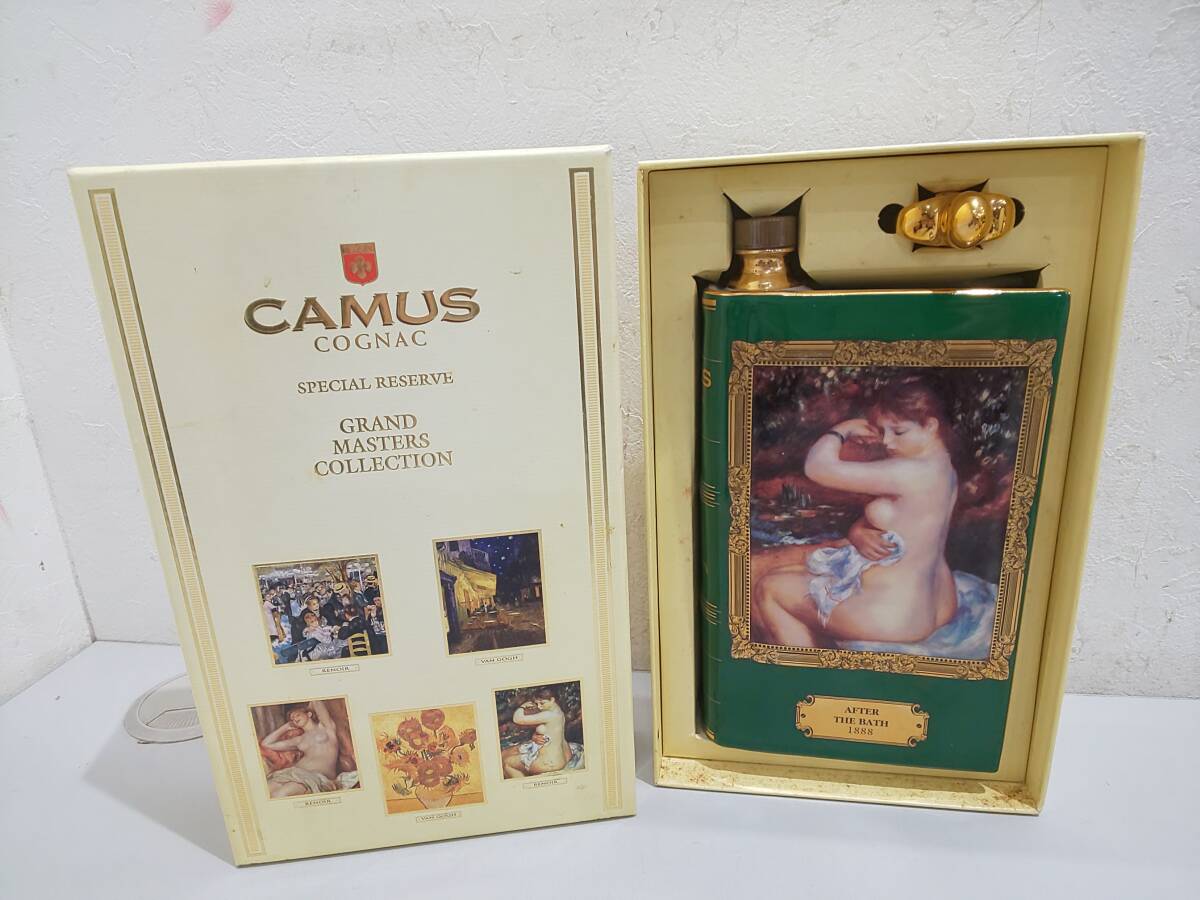 CAMUS
COGNAC
SPECIAL RESERVE
GRAND
MASTERS
COLLECTION
RENOIR
VAN GOGH
RENOIR
VAN GOGH
RENOIR
S
AFTER
THE BATH
1888